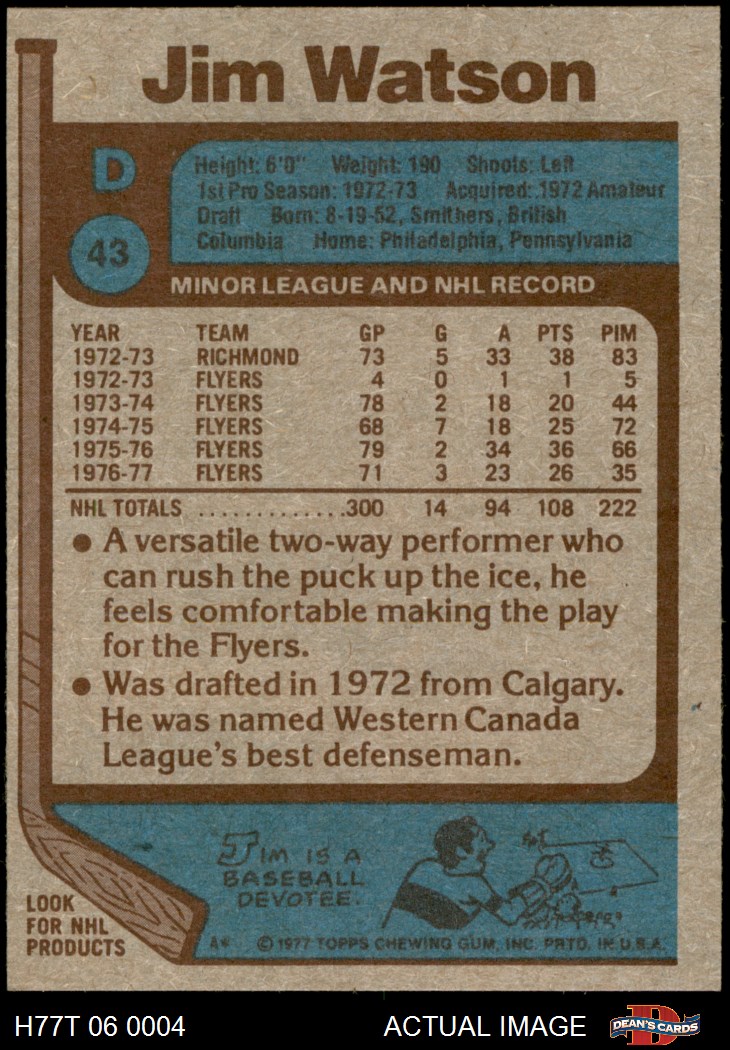 Jim Watson
D
Height: 6'0" Weight: 190 Shoots: Left
1st Pro Season: 1972-73 Acquired: 1972 Amateur
Draft Born: 8-19-52, Smithers, British
Columbia Home: Philadelphia, Pennsylvania
43
MINOR LEAGUE AND NHL RECORD
YEAR TEAM GP G A PTS PIM
1972-73 RICHMOND 73 5 33 38 83
1972-73 FLYERS 4 0 1 1 5
1973-74 FLYERS 78 2 18 20 44
1974-75 FLYERS 68 7 18 25 72
1975-76 FLYERS 79 2 34 36 66
1976-77 FLYERS 71 3 23 26 35
NHL TOTALS .............300 14 94 108 222
● A versatile two-way performer who
can rush the puck up the ice, he
feels comfortable making the play
for the Flyers.
● Was drafted in 1972 from Calgary.
He was named Western Canada
League's best defenseman.
JIM IS A
BASEBALL
DEVOTEE.
LOOK
FOR NHL
PRODUCTS
A* © 1977 TOPPS CHEWING GUM, INC. PRTD. IN U.S.A.
H77T 06 0004 ACTUAL IMAGE D DEAN'S CARDS